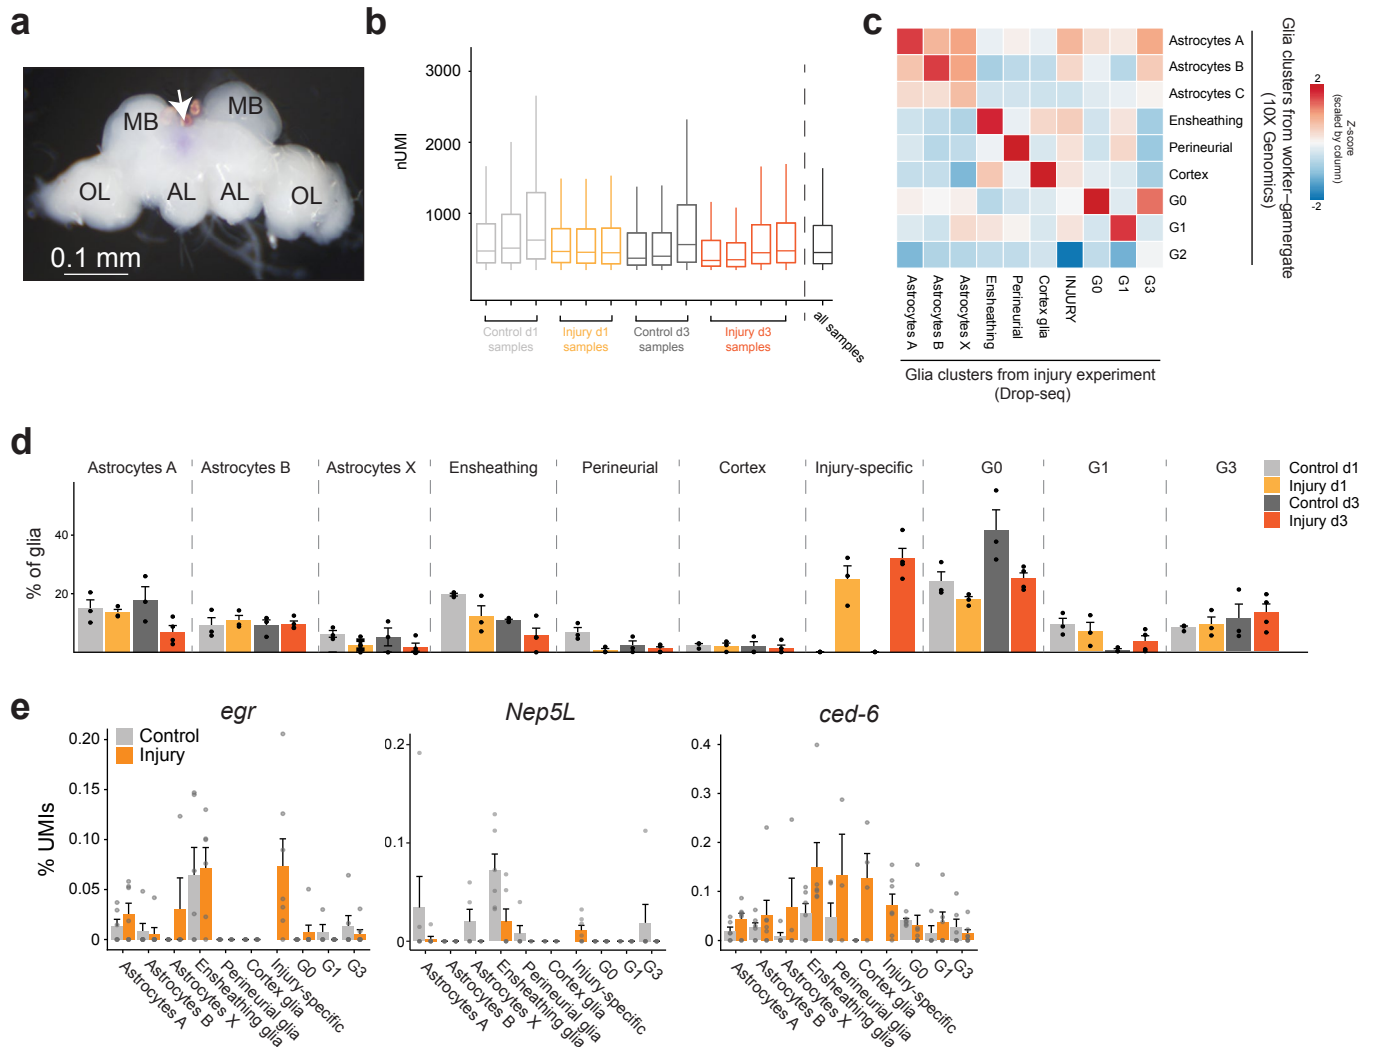 a
MB
MB
OL
AL
AL
OL
0.1 mm
b
nUMI
3000
2000
1000
Control d1
samples
Injury d1
samples
Control d3
samples
Injury d3
samples
all samples
c
Astrocytes A
Astrocytes B
Astrocytes C
Ensheathing
Perineurial
Cortex
G0
G1
G2
Glia clusters from worker–gamergate
(10X Genomics)
2
-2
Z-score
(scaled by column)
Astrocytes A
Astrocytes B
Astrocytes X
Ensheathing
Perineurial
Cortex glia
INJURY
G0
G1
G3
Glia clusters from injury experiment
(Drop-seq)
d
Astrocytes A
Astrocytes B
Astrocytes X
Ensheathing
Perineurial
Cortex
Injury-specific
G0
G1
G3
Control d1
Injury d1
Control d3
Injury d3
% of glia
40
20
e
egr
Control
Injury
% UMIs
0.20
0.15
0.10
0.05
0
Astrocytes A
Astrocytes B
Astrocytes X
Ensheathing glia
Perineurial glia
Cortex glia
Injury-specific
G0
G1
G3
Nep5L
0.2
0.1
0
Astrocytes A
Astrocytes B
Astrocytes X
Ensheathing glia
Perineurial glia
Cortex glia
Injury-specific
G0
G1
G3
ced-6
0.4
0.3
0.2
0.1
0
Astrocytes A
Astrocytes B
Astrocytes X
Ensheathing glia
Perineurial glia
Cortex glia
Injury-specific
G0
G1
G3